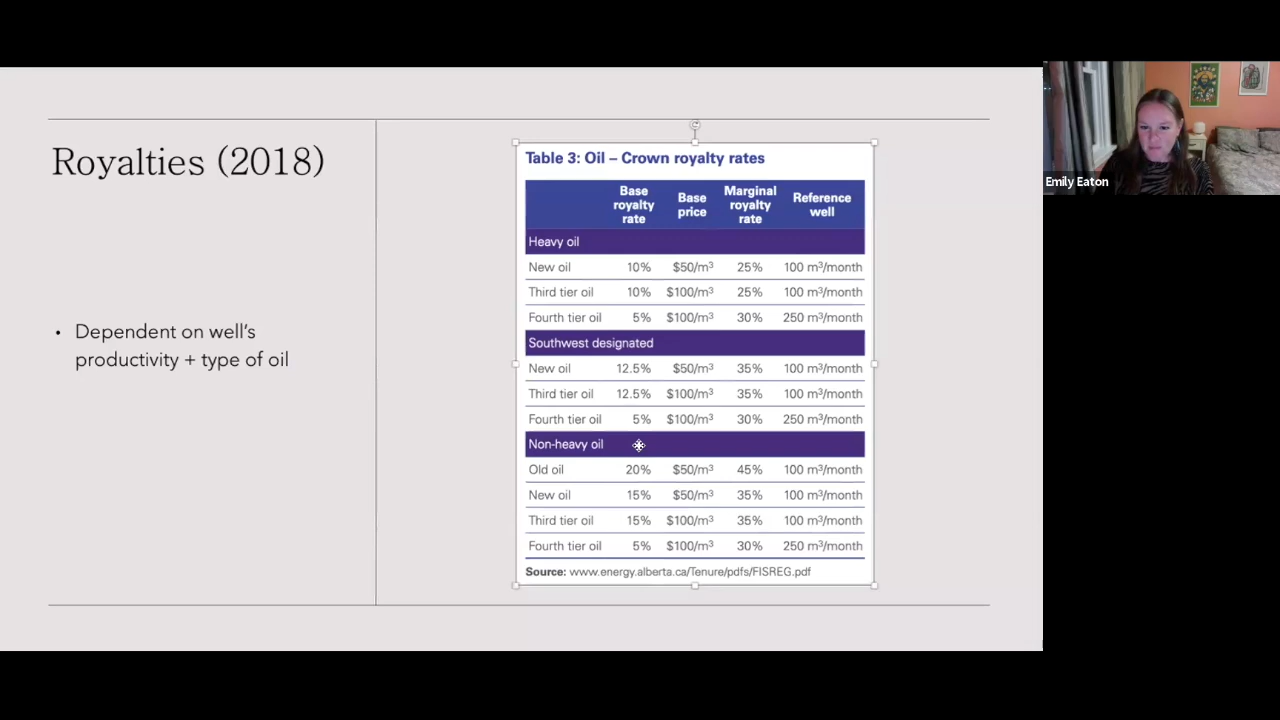 Royalties (2018)
• Dependent on well's
productivity + type of oil
Table 3: Oil – Crown royalty rates
Base royalty rate Base price Marginal royalty rate Reference well
Heavy oil
New oil 10% $50/m³ 25% 100 m³/month
Third tier oil 10% $100/m³ 25% 100 m³/month
Fourth tier oil 5% $100/m³ 30% 250 m³/month
Southwest designated
New oil 12.5% $50/m³ 35% 100 m³/month
Third tier oil 12.5% $100/m³ 35% 100 m³/month
Fourth tier oil 5% $100/m³ 30% 250 m³/month
Non-heavy oil
Old oil 20% $50/m³ 45% 100 m³/month
New oil 15% $50/m³ 35% 100 m³/month
Third tier oil 15% $100/m³ 35% 100 m³/month
Fourth tier oil 5% $100/m³ 30% 250 m³/month
Source: www.energy.alberta.ca/Tenure/pdfs/FISREG.pdf
Emily Eaton